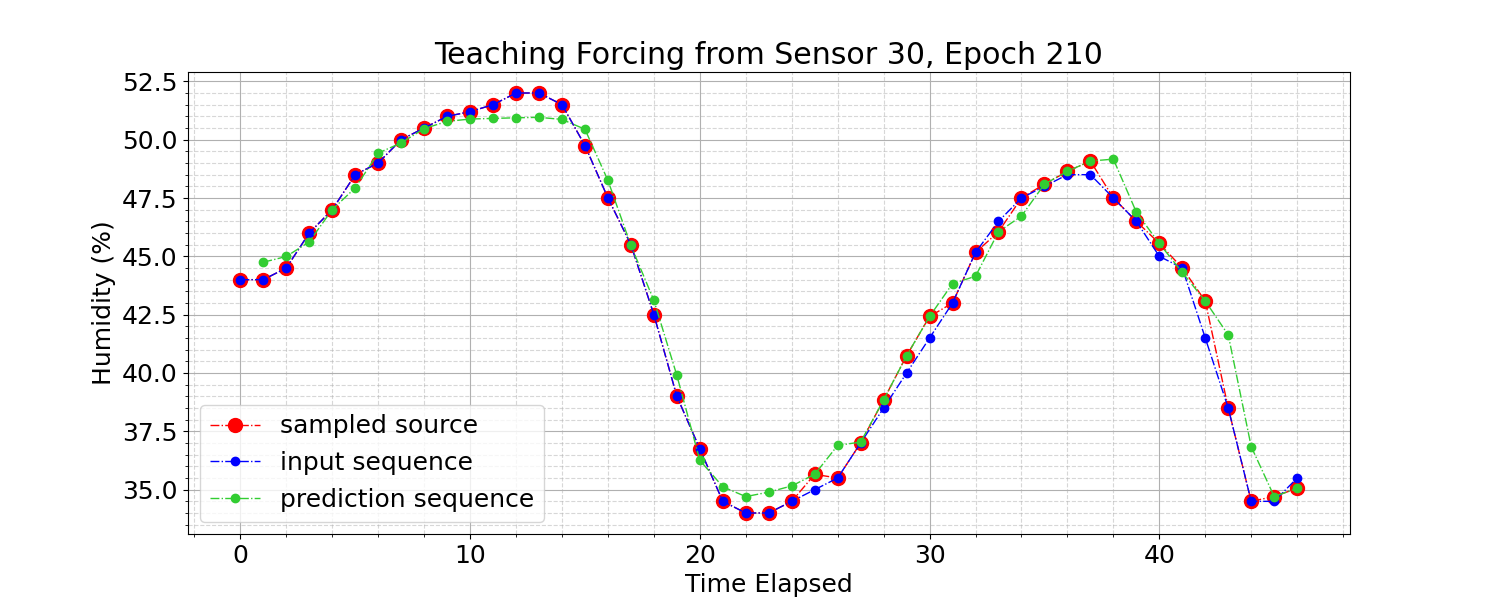 Teaching Forcing from Sensor 30, Epoch 210
52.5
50.0
47.5
45.0
42.5
40.0
37.5
35.0
Humidity (%)
sampled source
input sequence
prediction sequence
0 10 20 30 40
Time Elapsed